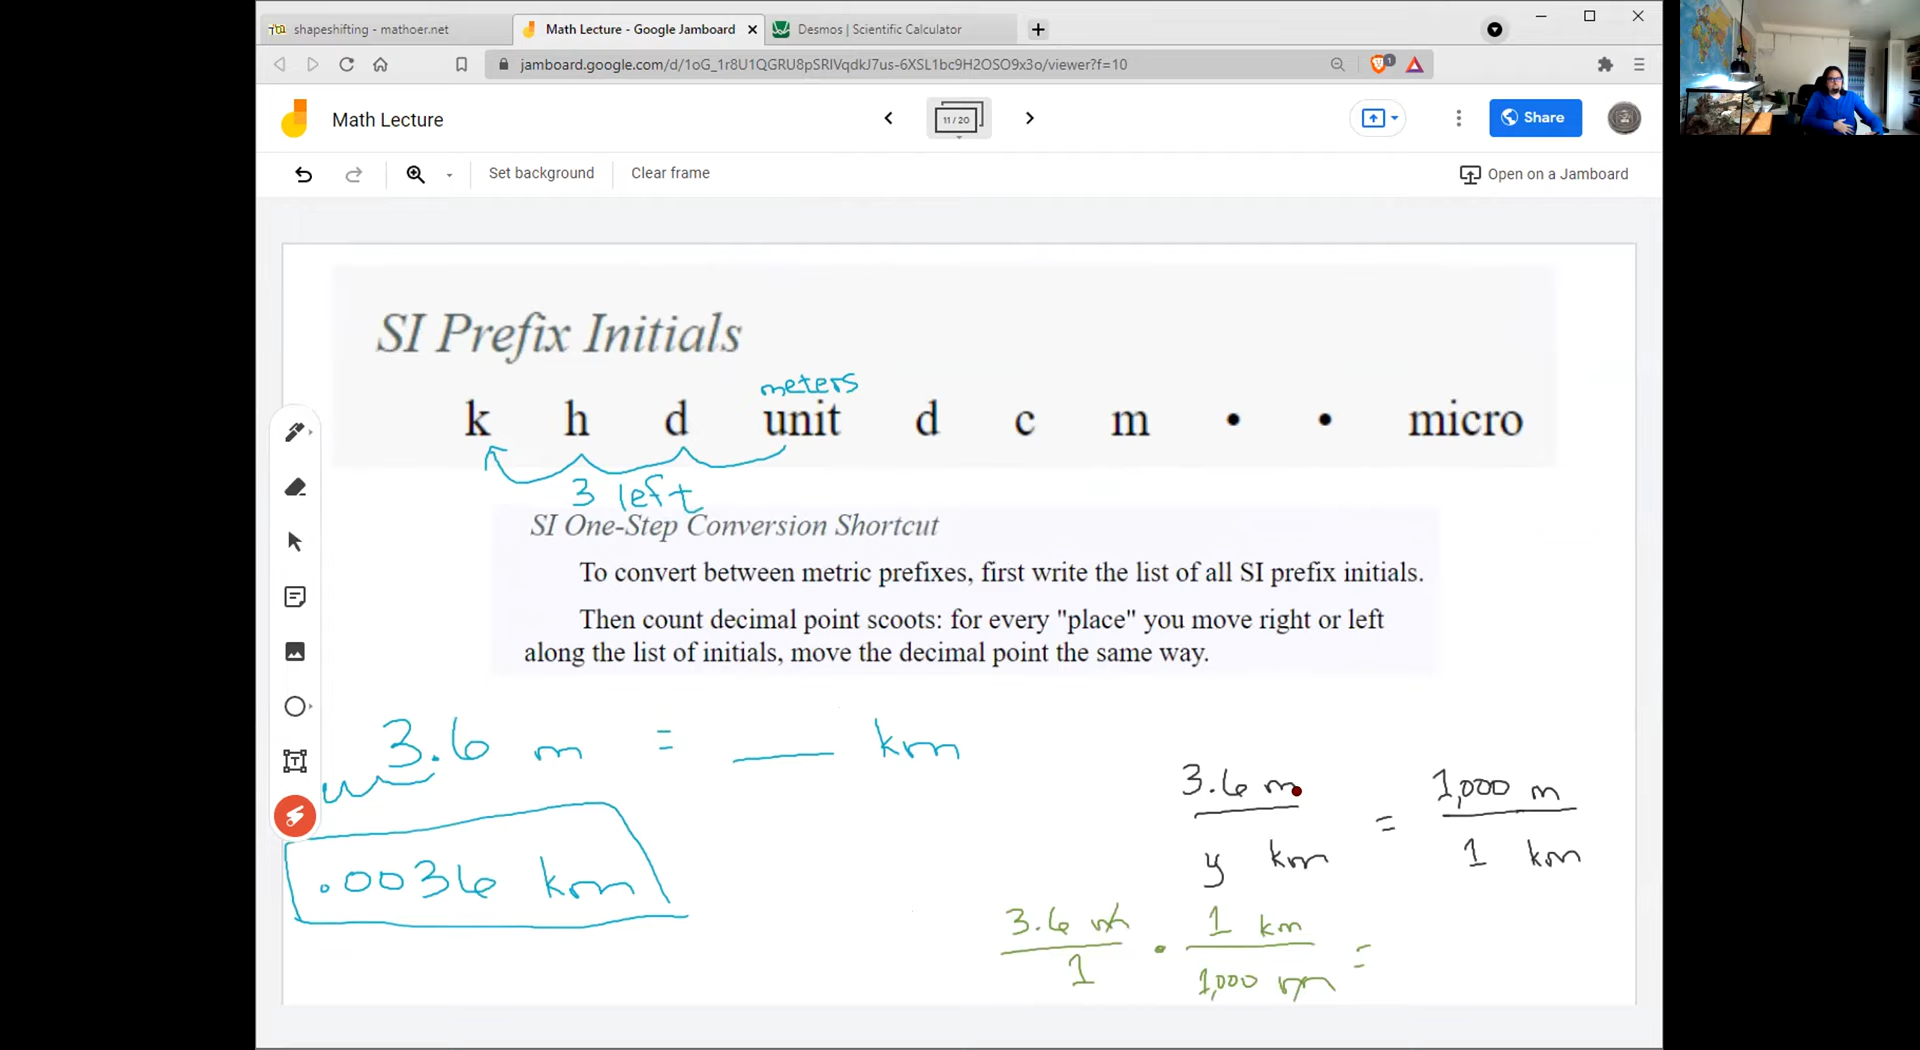 shapeshifting - mathoer.net
Math Lecture - Google Jamboard
Desmos | Scientific Calculator
jamboard.google.com/d/1oG_1r8U1QGRU8pSRIVqdkJ7us-6XSL1bc9H2OSO9x3o/viewer?f=10
1
Math Lecture
11 / 20
Share
Set background
Clear frame
Open on a Jamboard
SI Prefix Initials
meters
k h d unit d c m • • micro
3 left
SI One-Step Conversion Shortcut
To convert between metric prefixes, first write the list of all SI prefix initials.
Then count decimal point scoots: for every "place" you move right or left
along the list of initials, move the decimal point the same way.
3.6 m = ___ km
.0036 km
3.6 m / y km = 1,000 m / 1 km
3.6 m / 1 • 1 km / 1,000 m =